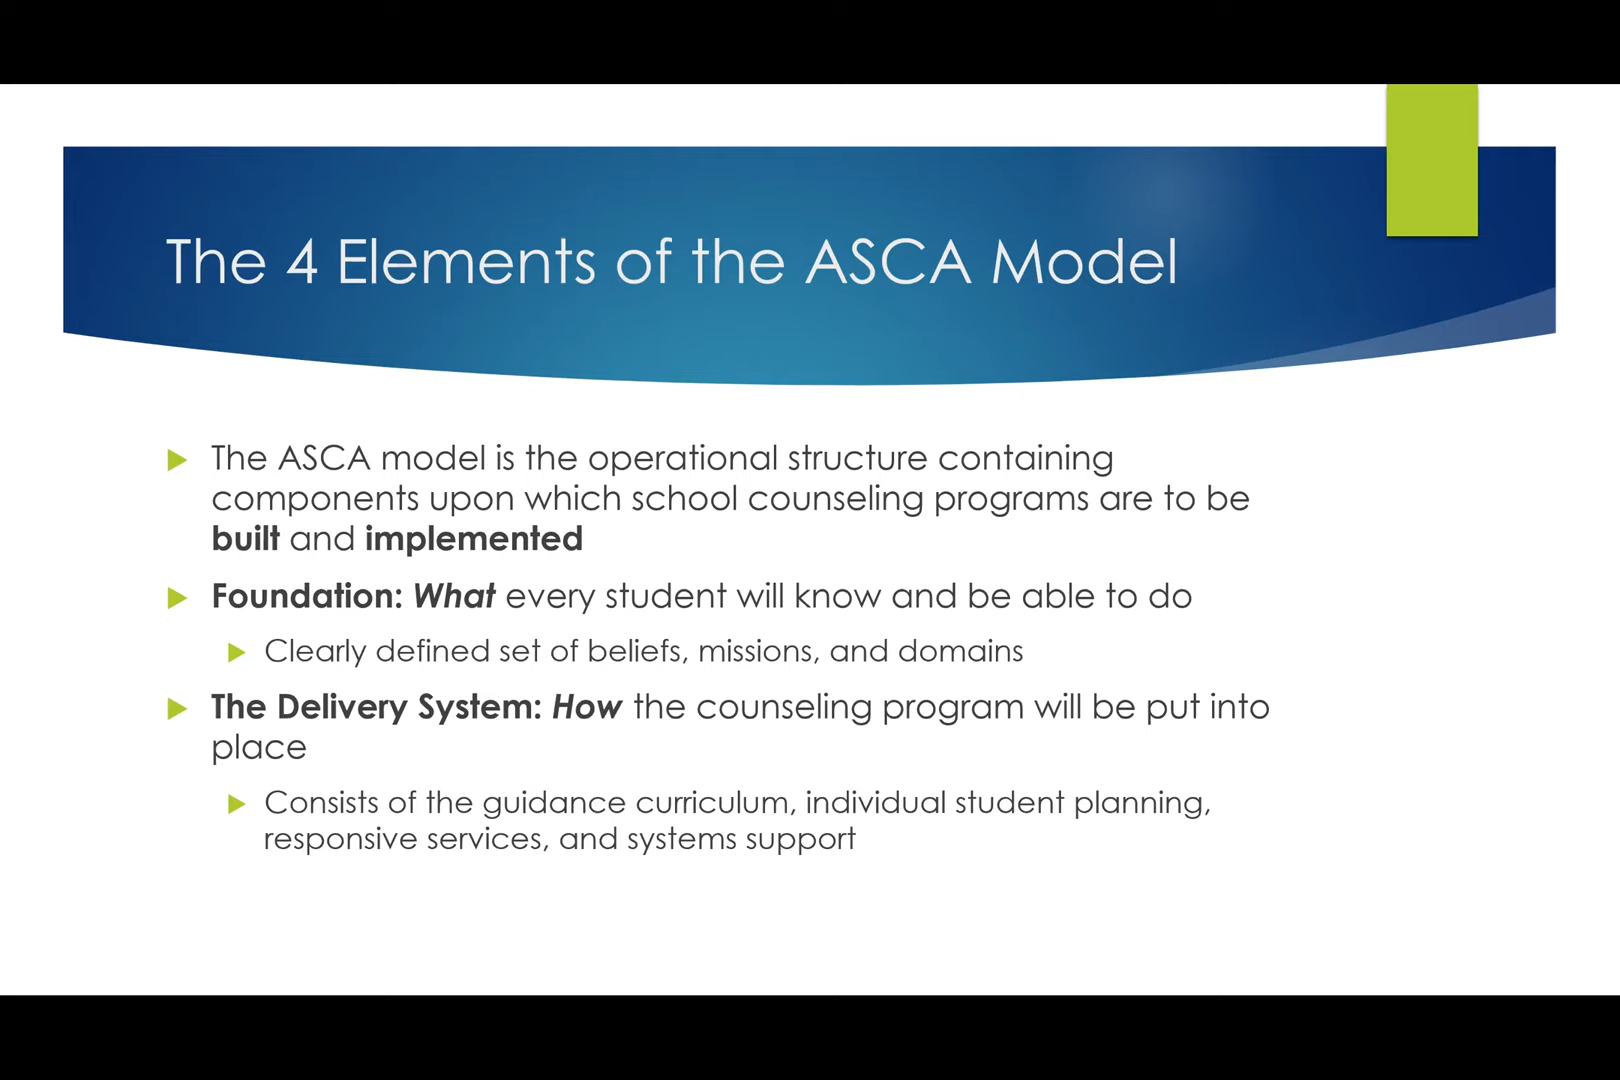 The 4 Elements of the ASCA Model
The ASCA model is the operational structure containing
components upon which school counseling programs are to be
built and implemented
Foundation: What every student will know and be able to do
Clearly defined set of beliefs, missions, and domains
The Delivery System: How the counseling program will be put into
place
Consists of the guidance curriculum, individual student planning,
responsive services, and systems support